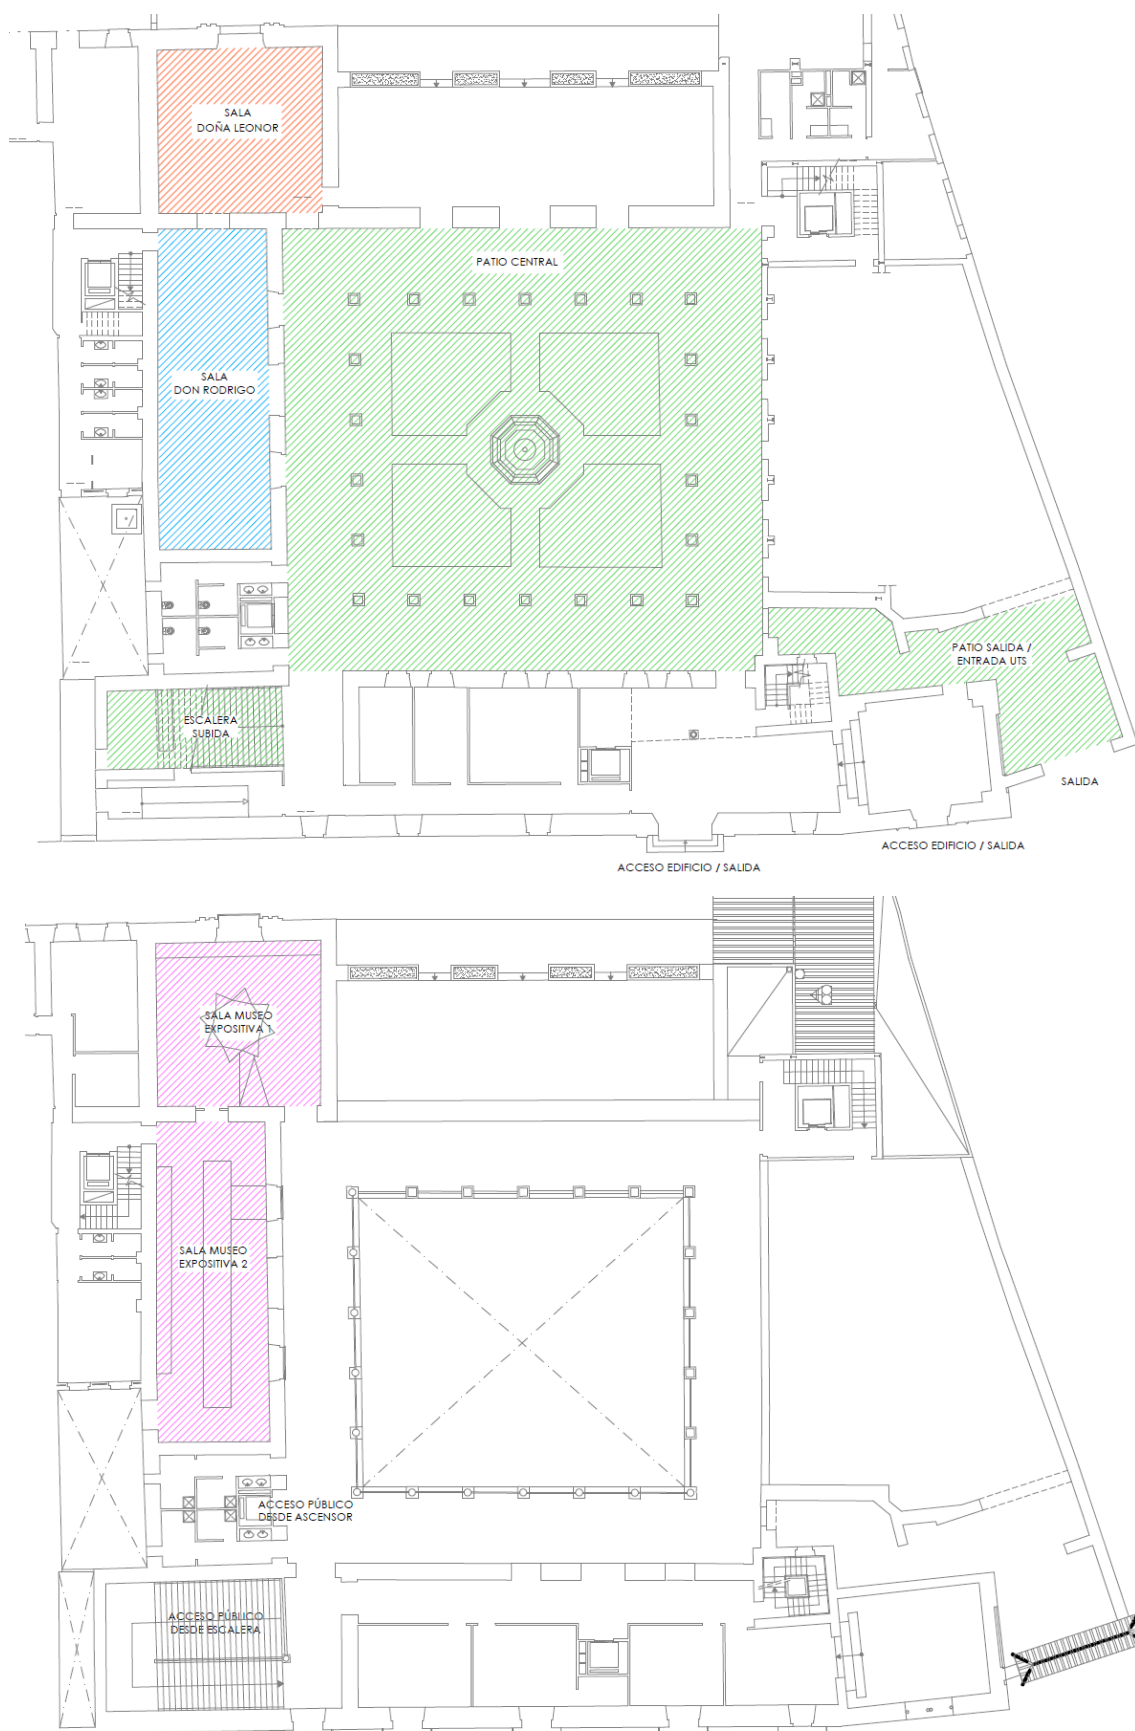 SALA
DOÑA LEONOR
PATIO CENTRAL
SALA
DON RODRIGO
PATIO SALIDA /
ENTRADA UTS
ESCALERA
SUBIDA
SALIDA
ACCESO EDIFICIO / SALIDA
ACCESO EDIFICIO / SALIDA
SALA MUSEO
EXPOSITIVA 1
SALA MUSEO
EXPOSITIVA 2
ACCESO PÚBLICO
DESDE ASCENSOR
ACCESO PÚBLICO
DESDE ESCALERA